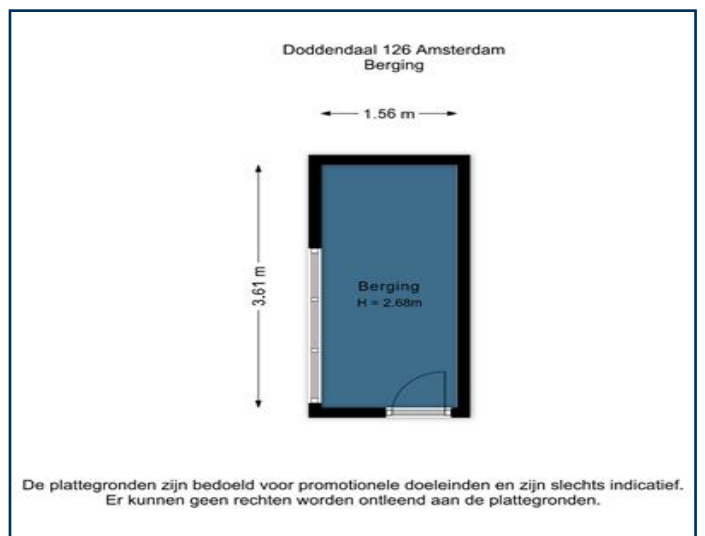 Doddendaal 126 Amsterdam
Berging
1.56 m
3.61 m
Berging
H = 2.68m
De plattegronden zijn bedoeld voor promotionele doeleinden en zijn slechts indicatief.
Er kunnen geen rechten worden ontleend aan de plattegronden.